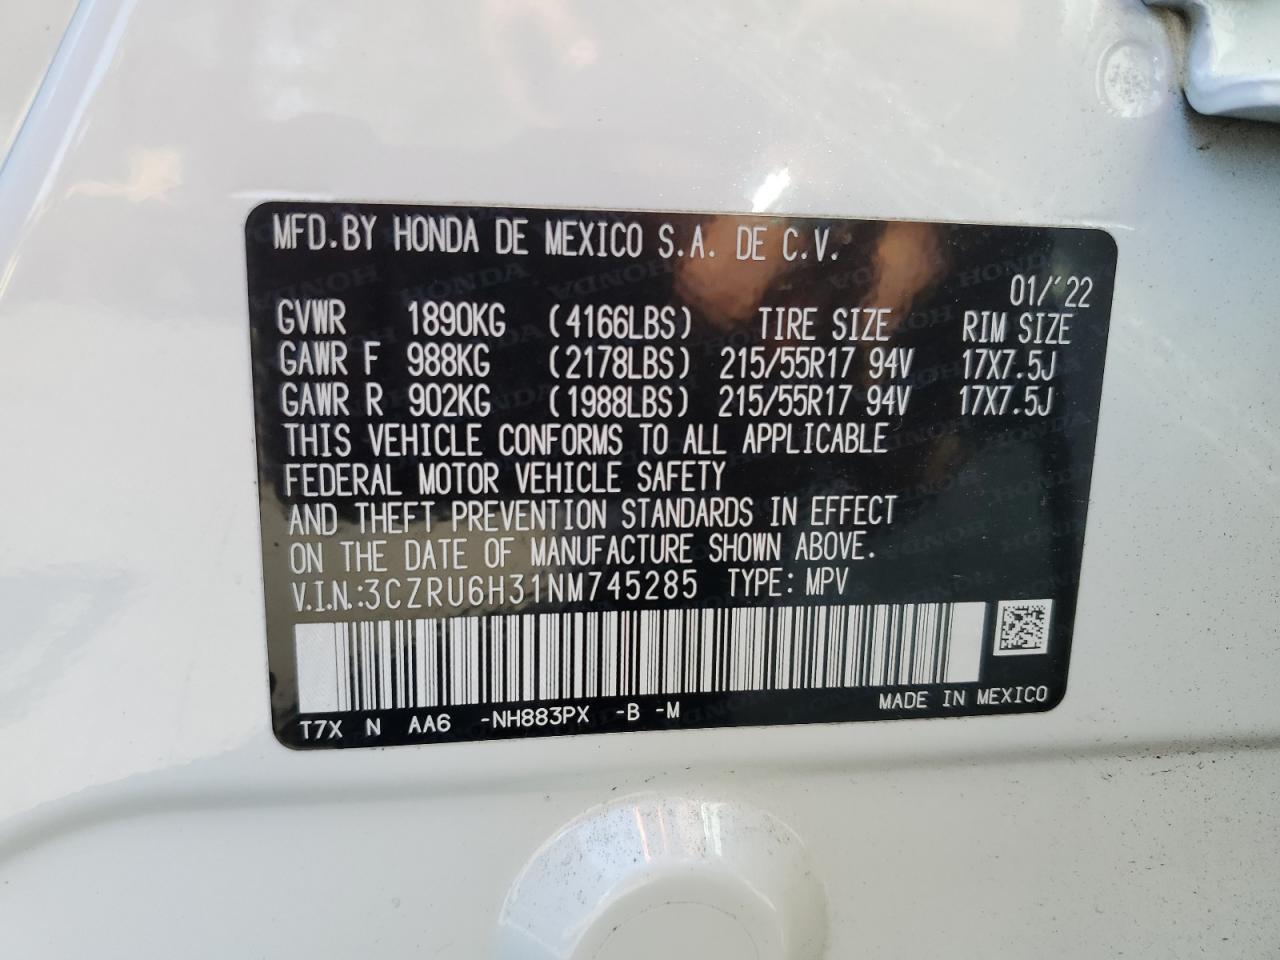 MFD.BY HONDA DE MEXICO S.A. DE C.V.
01/'22
GVWR 1890KG (4166LBS) TIRE SIZE RIM SIZE
GAWR F 988KG (2178LBS) 215/55R17 94V 17X7.5J
GAWR R 902KG (1988LBS) 215/55R17 94V 17X7.5J
THIS VEHICLE CONFORMS TO ALL APPLICABLE
FEDERAL MOTOR VEHICLE SAFETY
AND THEFT PREVENTION STANDARDS IN EFFECT
ON THE DATE OF MANUFACTURE SHOWN ABOVE.
V.I.N.:3CZRU6H31NM745285 TYPE: MPV
MADE IN MEXICO
T7X N AA6 -NH883PX -B -M